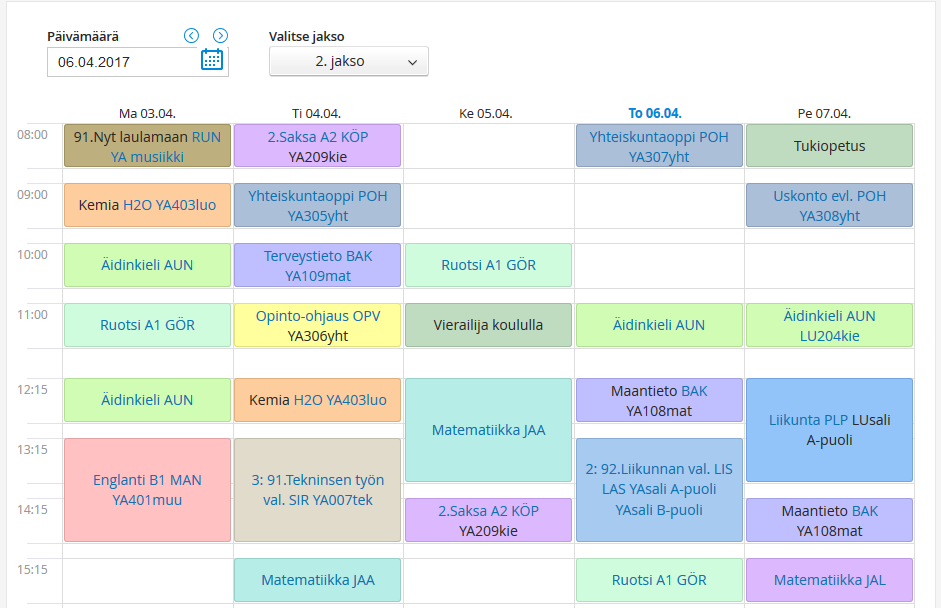 Päivämäärä
Valitse jakso
06.04.2017
2. jakso
Ma 03.04.
Ti 04.04.
Ke 05.04.
To 06.04.
Pe 07.04.
08:00
91.Nyt laulamaan RUN
YA musiikki
2.Saksa A2 KÖP
YA209kie
Yhteiskuntaoppi POH
YA307yht
Tukiopetus
09:00
Kemia H2O YA403luo
Yhteiskuntaoppi POH
YA305yht
Uskonto evl. POH
YA308yht
10:00
Äidinkieli AUN
Terveystieto BAK
YA109mat
Ruotsi A1 GÖR
11:00
Ruotsi A1 GÖR
Opinto-ohjaus OPV
YA306yht
Vierailija koululla
Äidinkieli AUN
Äidinkieli AUN
LU204kie
12:15
Äidinkieli AUN
Kemia H2O YA403luo
Matematiikka JAA
Maantieto BAK
YA108mat
Liikunta PLP LUsali
A-puoli
13:15
Englanti B1 MAN
YA401muu
3: 91.Tekninsen työn
val. SIR YA007tek
2: 92.Liikunnan val. LIS
LAS YAsali A-puoli
YAsali B-puoli
14:15
2.Saksa A2 KÖP
YA209kie
Maantieto BAK
YA108mat
15:15
Matematiikka JAA
Ruotsi A1 GÖR
Matematiikka JAL